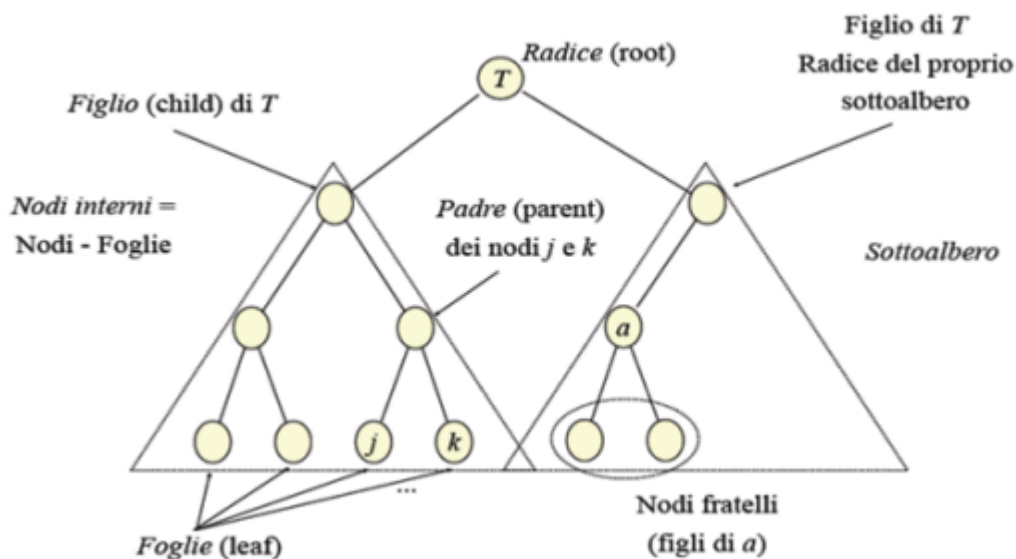 Figlio di T
Radice (root)
Radice del proprio
T
sottoalbero
Figlio (child) di T
Nodi interni =
Nodi - Foglie
Padre (parent)
dei nodi j e k
Sottoalbero
a
j
k
...
Nodi fratelli
(figli di a)
Foglie (leaf)